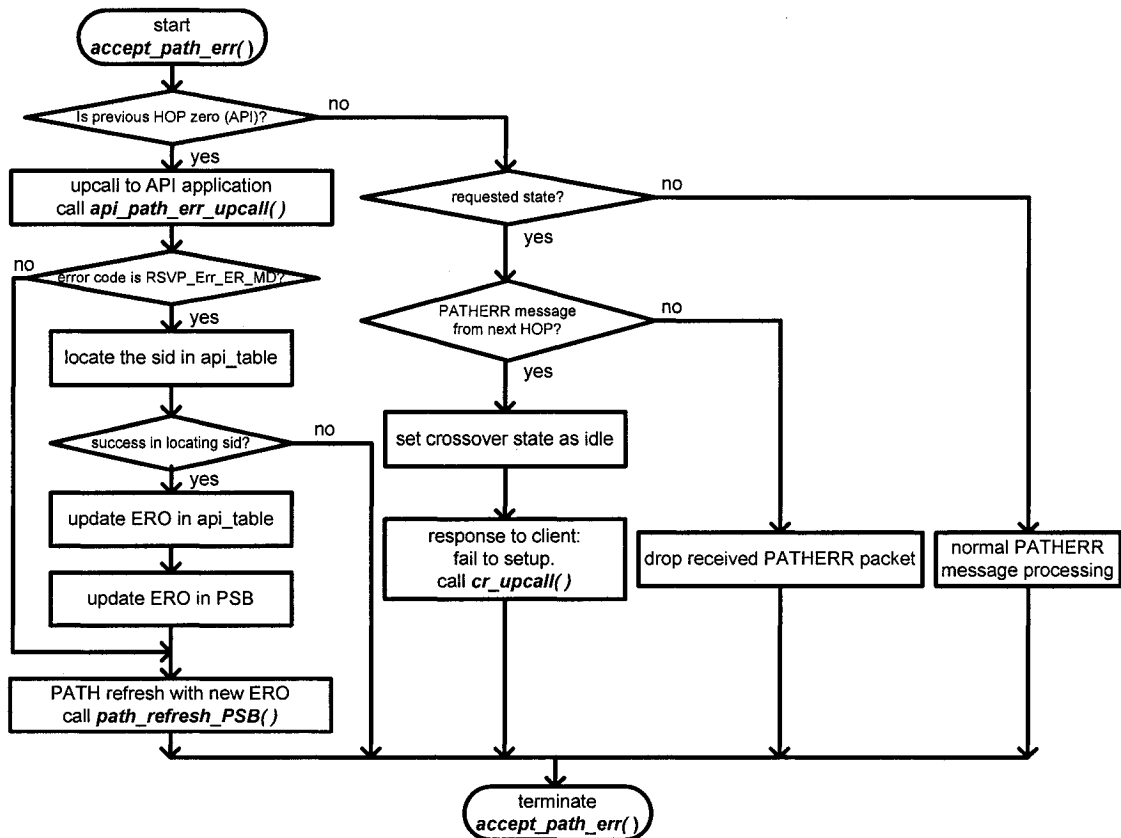 start
accept_path_err( )
Is previous HOP zero (API)?
no
yes
upcall to API application
call api_path_err_upcall( )
requested state?
no
yes
no
error code is RSVP_Err_ER_MD?
yes
PATHERR message
from next HOP?
no
yes
locate the sid in api_table
success in locating sid?
no
yes
set crossover state as idle
update ERO in api_table
response to client:
fail to setup.
call cr_upcall( )
drop received PATHERR packet
normal PATHERR
message processing
update ERO in PSB
PATH refresh with new ERO
call path_refresh_PSB( )
terminate
accept_path_err( )